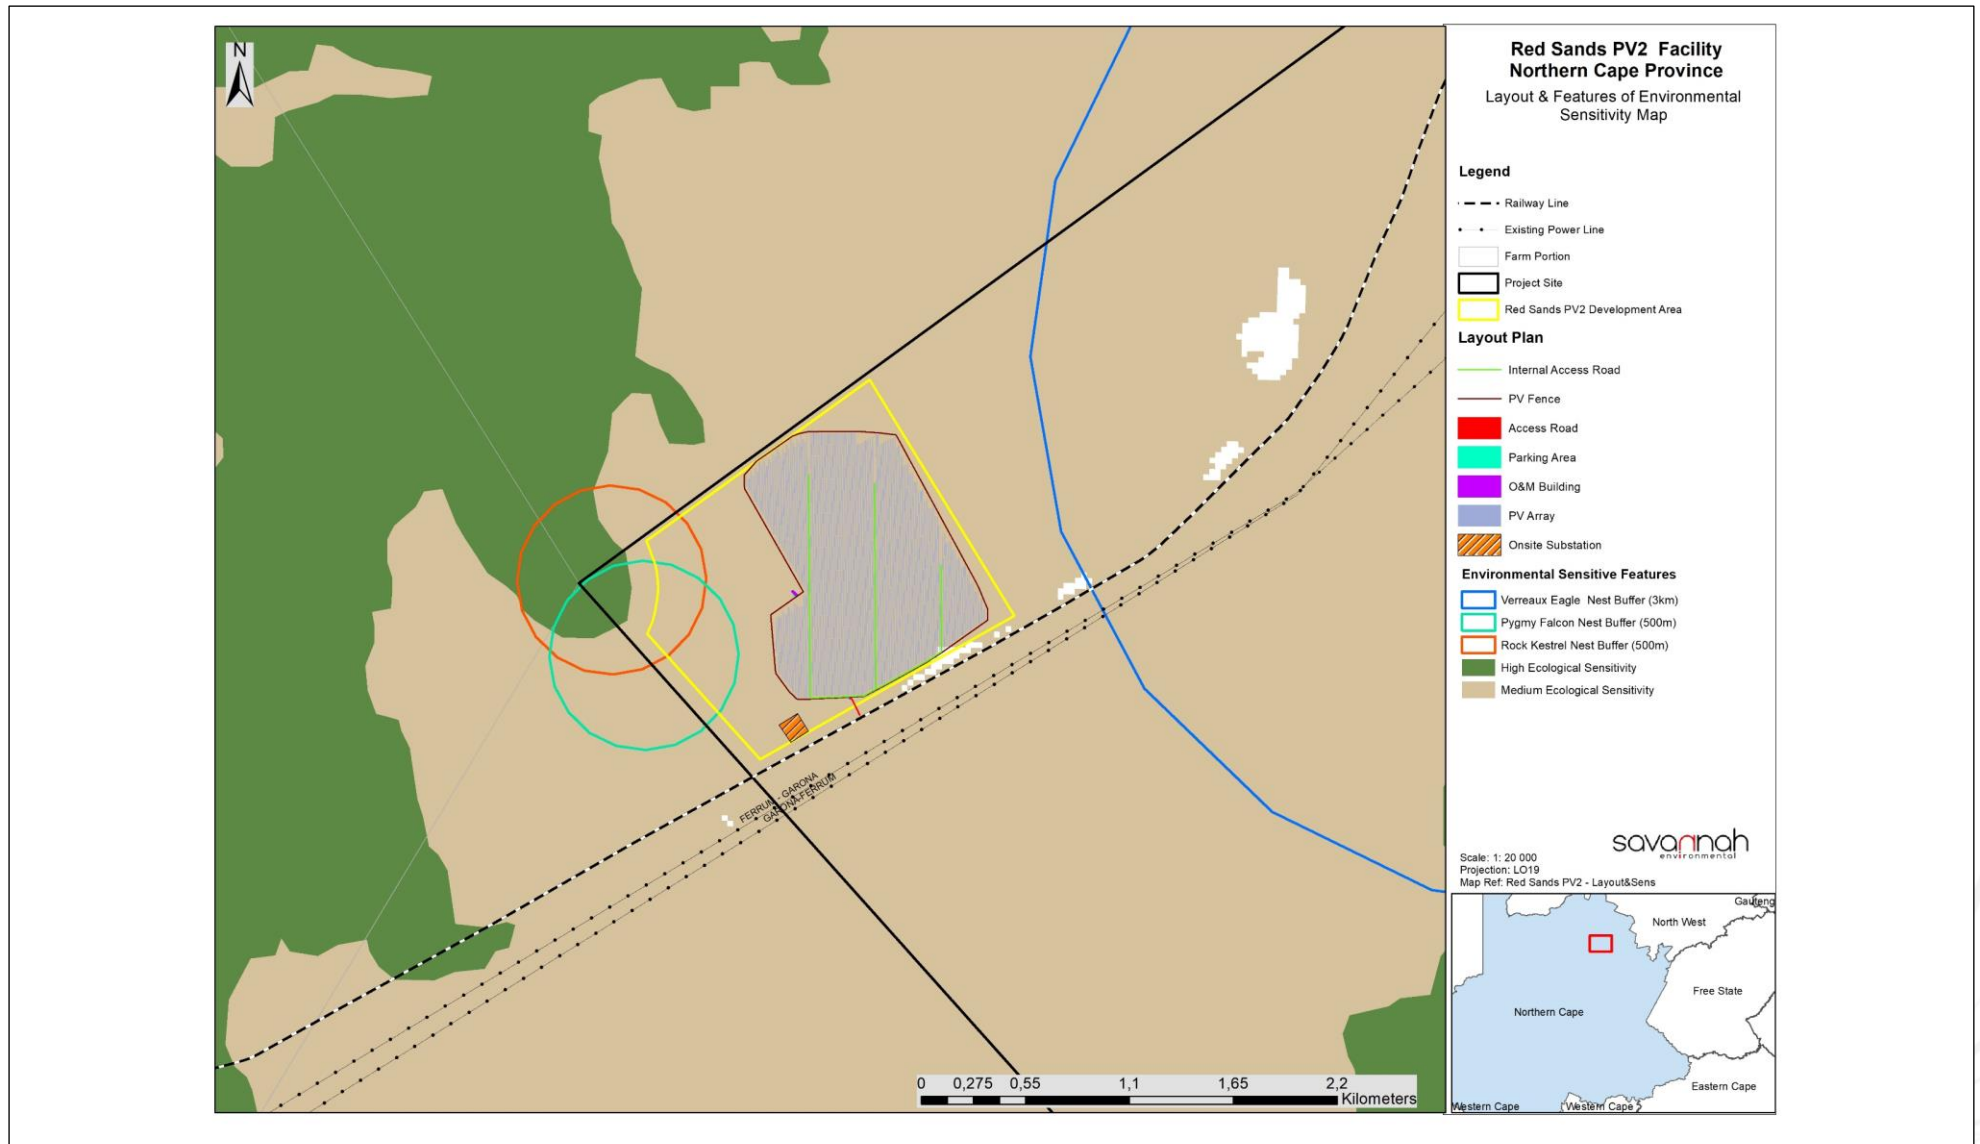 N
FERRUM - GARONA
GARONA-FERRUM
0 0,275 0,55 1,1 1,65 2,2
Kilometers
Red Sands PV2 Facility
Northern Cape Province
Layout & Features of Environmental
Sensitivity Map
Legend
Railway Line
Existing Power Line
Farm Portion
Project Site
Red Sands PV2 Development Area
Layout Plan
Internal Access Road
PV Fence
Access Road
Parking Area
O&M Building
PV Array
Onsite Substation
Environmental Sensitive Features
Verreaux Eagle Nest Buffer (3km)
Pygmy Falcon Nest Buffer (500m)
Rock Kestrel Nest Buffer (500m)
High Ecological Sensitivity
Medium Ecological Sensitivity
savannah
environmental
Scale: 1: 20 000
Projection: LO19
Map Ref: Red Sands PV2 - Layout&Sens
Gauteng
North West
Free State
Northern Cape
Eastern Cape
Western Cape
Western Cape